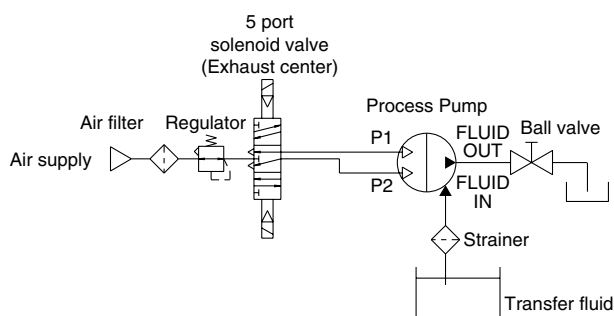 5 port
solenoid valve
(Exhaust center)
Process Pump
Air filter
Regulator
Ball valve
P1
FLUID
OUT
Air supply
P2
FLUID
IN
Strainer
Transfer fluid